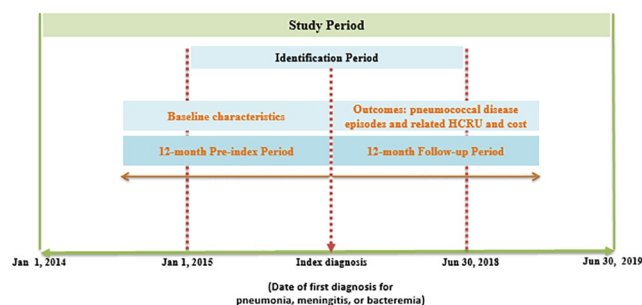 Study Period
Identification Period
Baseline characteristics
Outcomes: pneumococcal disease
episodes and related HCRU and cost
12-month Pre-index Period
12-month Follow-up Period
Jan 1, 2014
Jan 1, 2015
Index diagnosis
Jun 30, 2018
Jun 30, 2019
(Date of first diagnosis for
pneumonia, meningitis, or bacteremia)